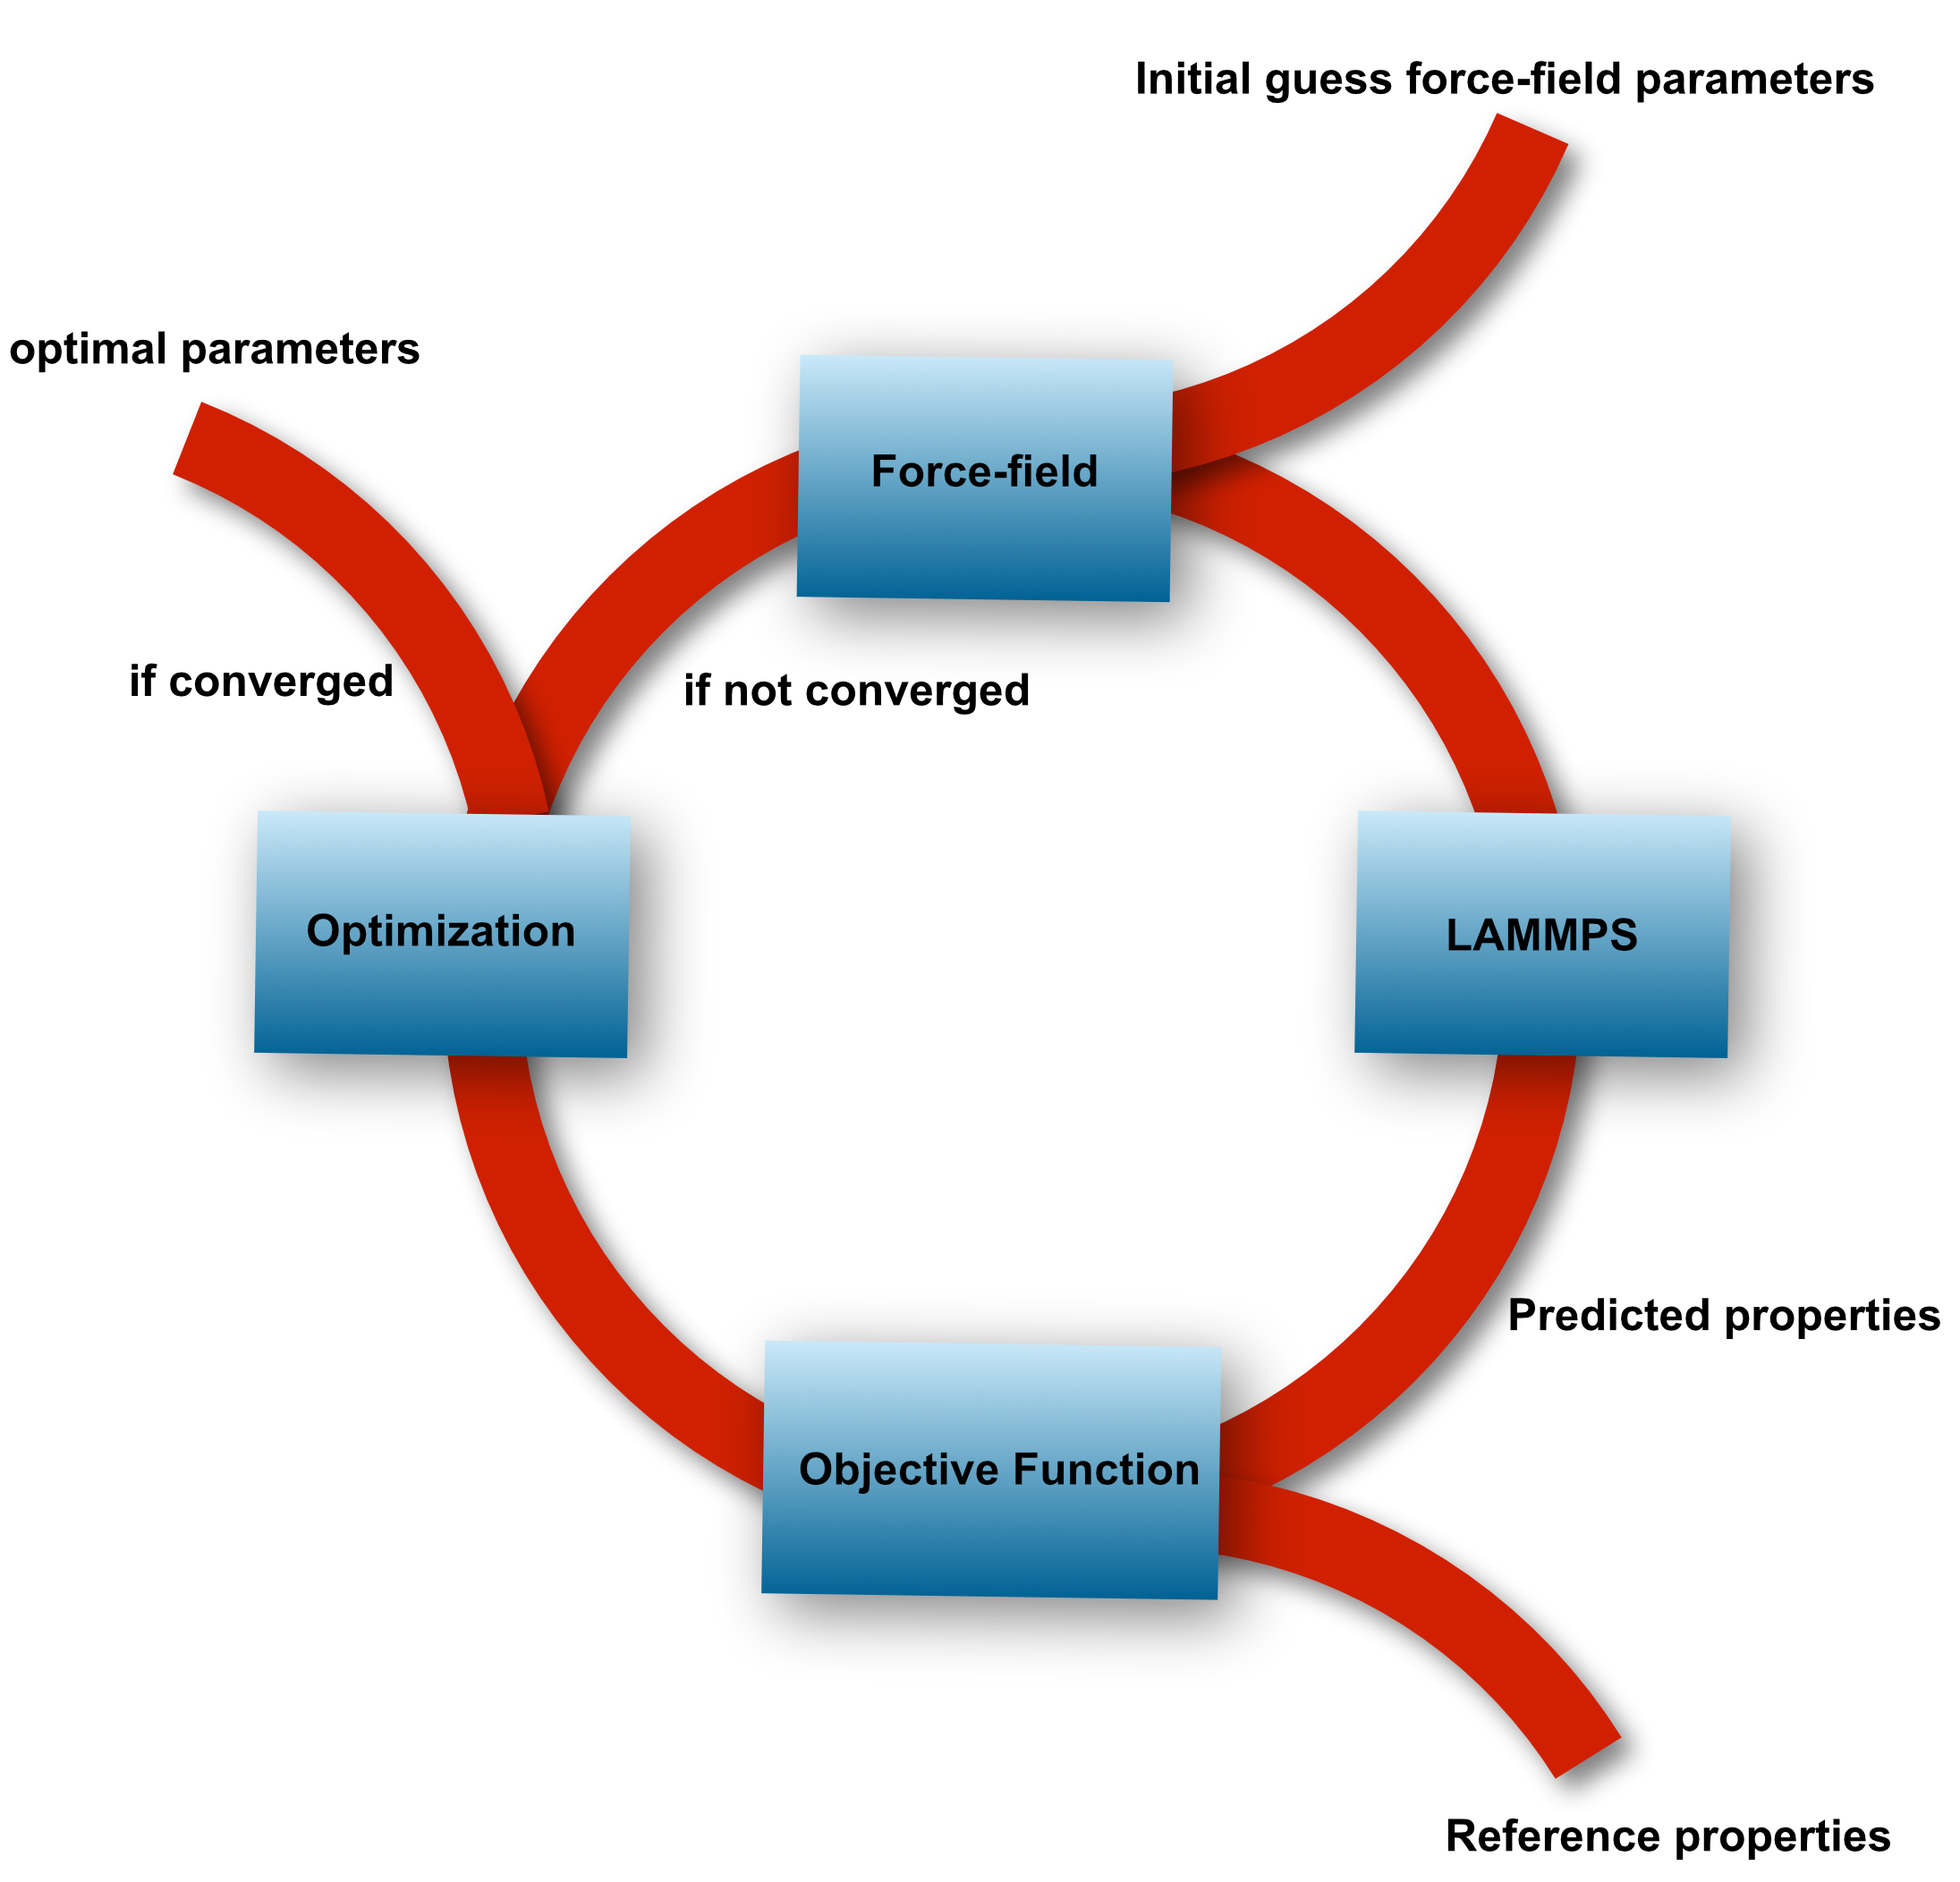 Initial guess force-field parameters
optimal parameters
Force-field
if converged
if not converged
Optimization
LAMMPS
Predicted properties
Objective Function
Reference properties